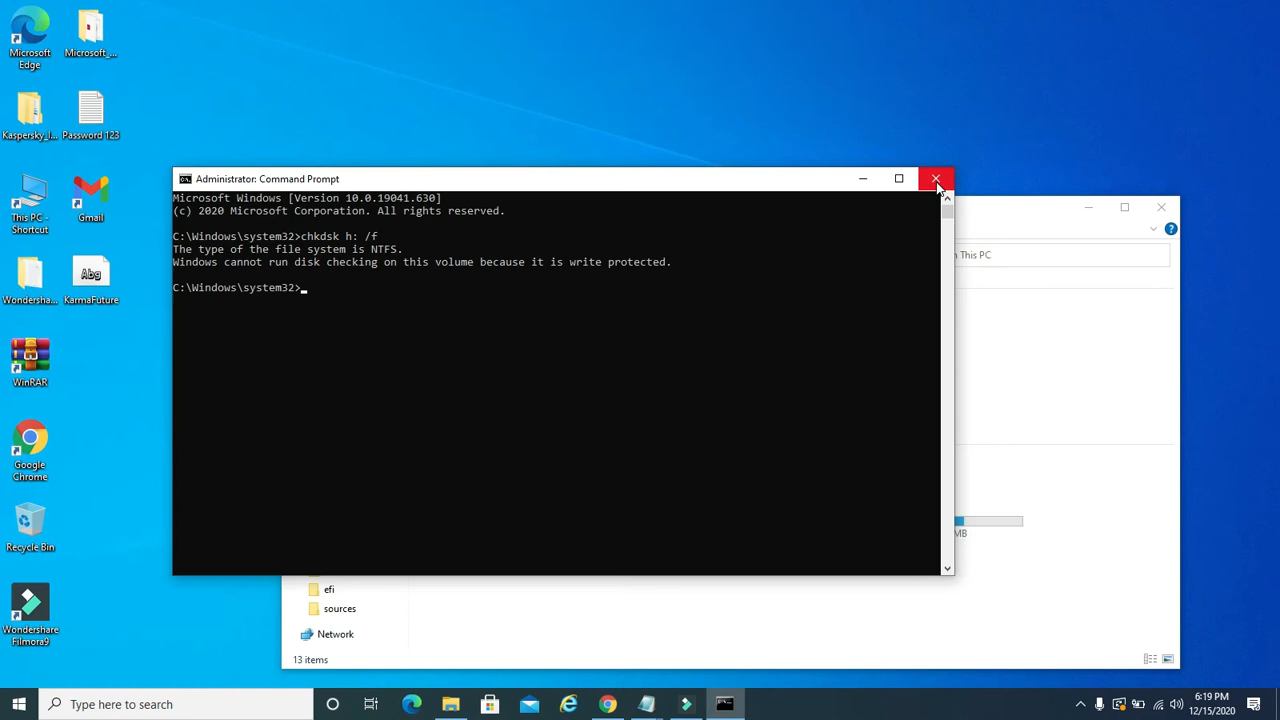 Microsoft
Edge
Microsoft_...
Kaspersky_I...
Password 123
This PC -
Shortcut
Gmail
Wondersha...
Abg
KarmaFuture
WinRAR
Google
Chrome
Recycle Bin
Wondershare
Filmora9
Administrator: Command Prompt
Microsoft Windows [Version 10.0.19041.630]
(c) 2020 Microsoft Corporation. All rights reserved.
C:\Windows\system32>chkdsk h: /f
The type of the file system is NTFS.
Windows cannot run disk checking on this volume because it is write protected.
C:\Windows\system32>
This PC
MB
efi
sources
Network
13 items
Type here to search
6:19 PM
12/15/2020